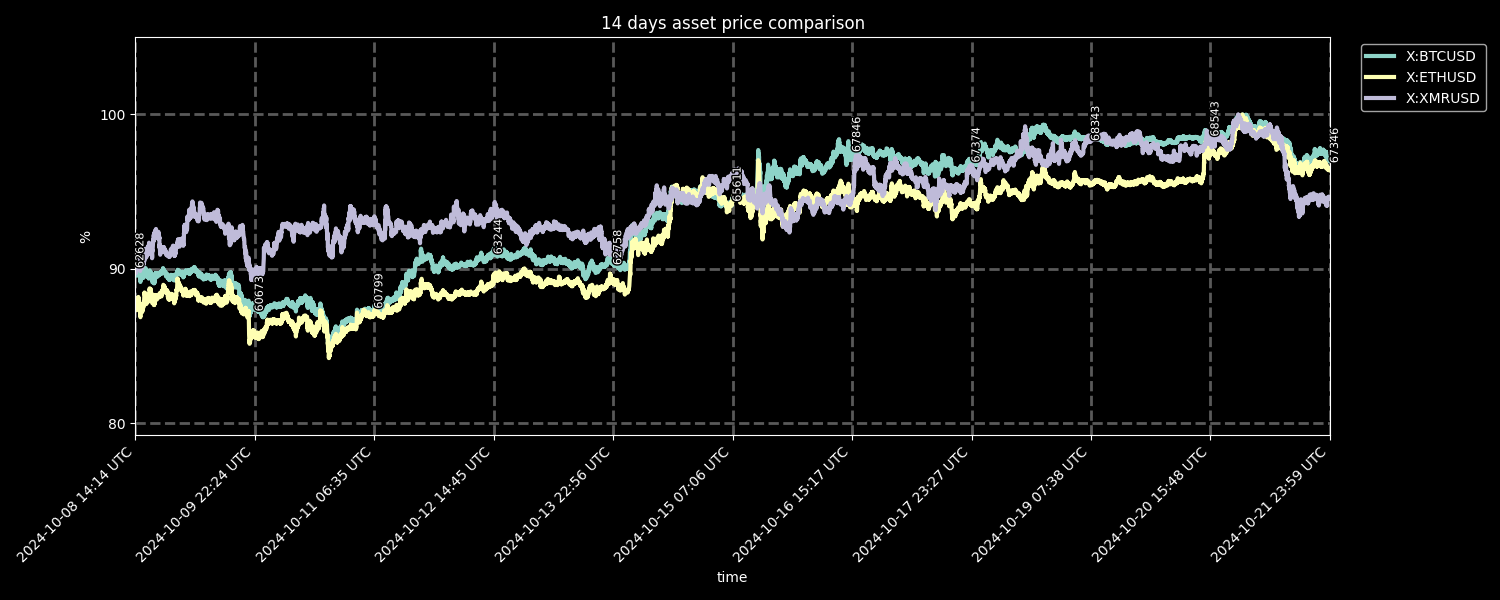 14 days asset price comparison
X:BTCUSD
X:ETHUSD
X:XMRUSD
100
90
80
%
62628
60673
60799
63244
62758
65611
67846
67374
68343
68543
67346
2024-10-08 14:14 UTC
2024-10-09 22:24 UTC
2024-10-11 06:35 UTC
2024-10-12 14:45 UTC
2024-10-13 22:56 UTC
2024-10-15 07:06 UTC
2024-10-16 15:17 UTC
2024-10-17 23:27 UTC
2024-10-19 07:38 UTC
2024-10-20 15:48 UTC
2024-10-21 23:59 UTC
time